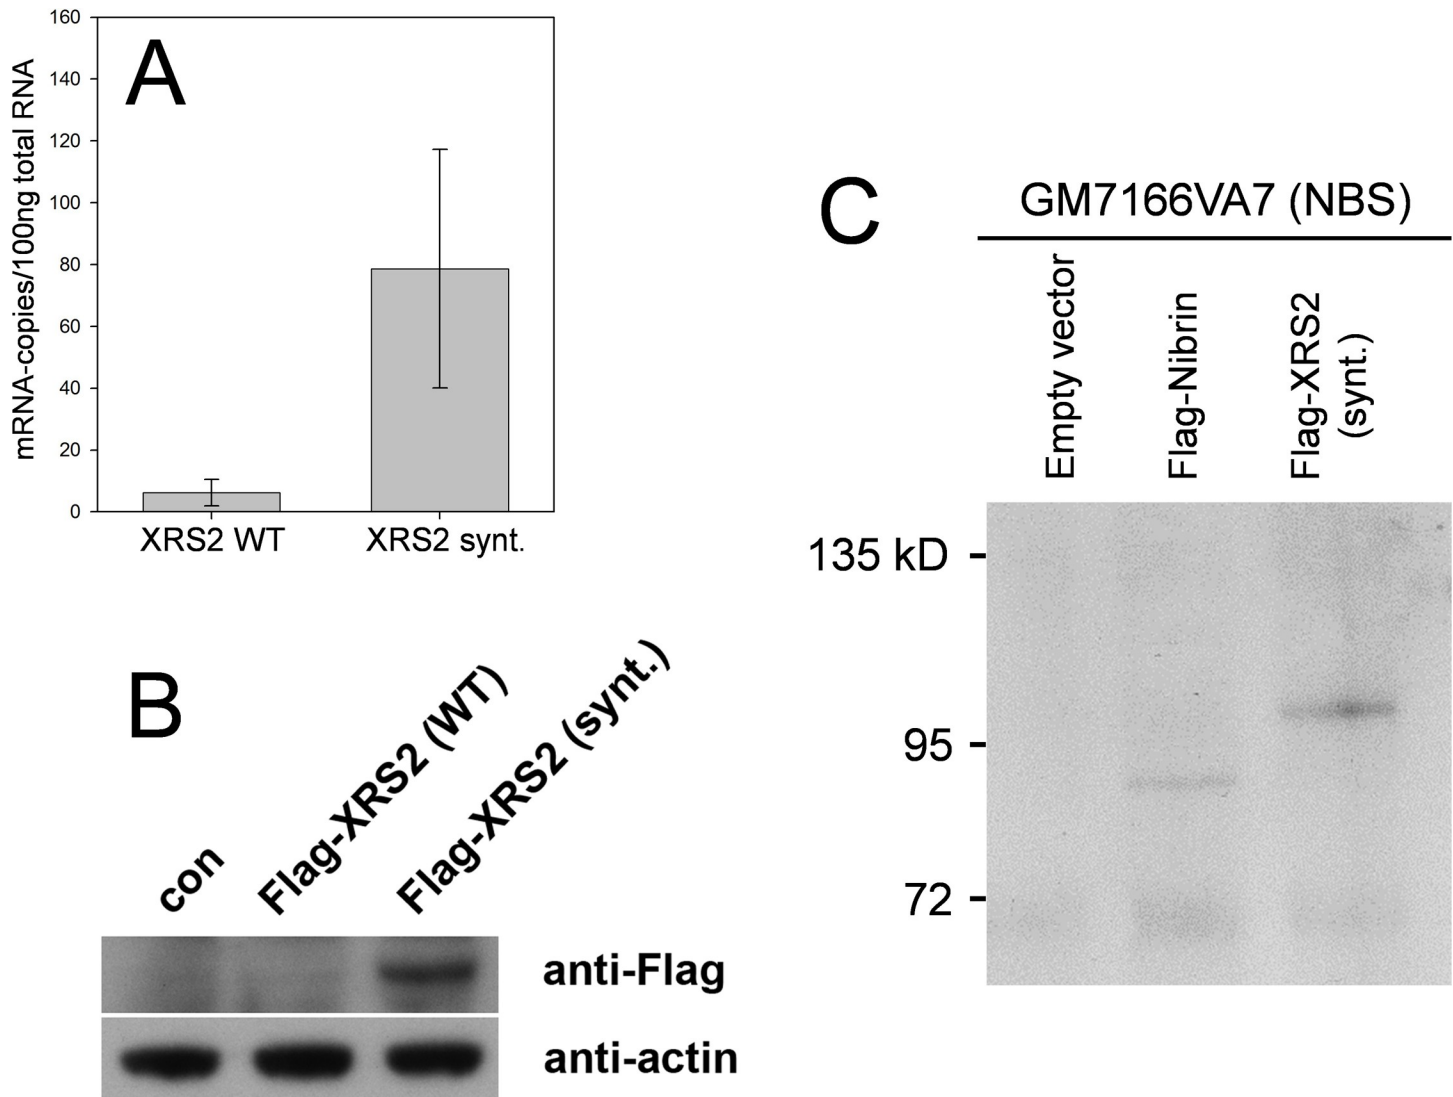 A
mRNA-copies/100ng total RNA
160
140
120
100
80
60
40
20
0
XRS2 WT
XRS2 synt.
B
con
Flag-XRS2 (WT)
Flag-XRS2 (synt.)
anti-Flag
anti-actin
C
GM7166VA7 (NBS)
Empty vector
Flag-Nibrin
Flag-XRS2
(synt.)
135 kD
95
72